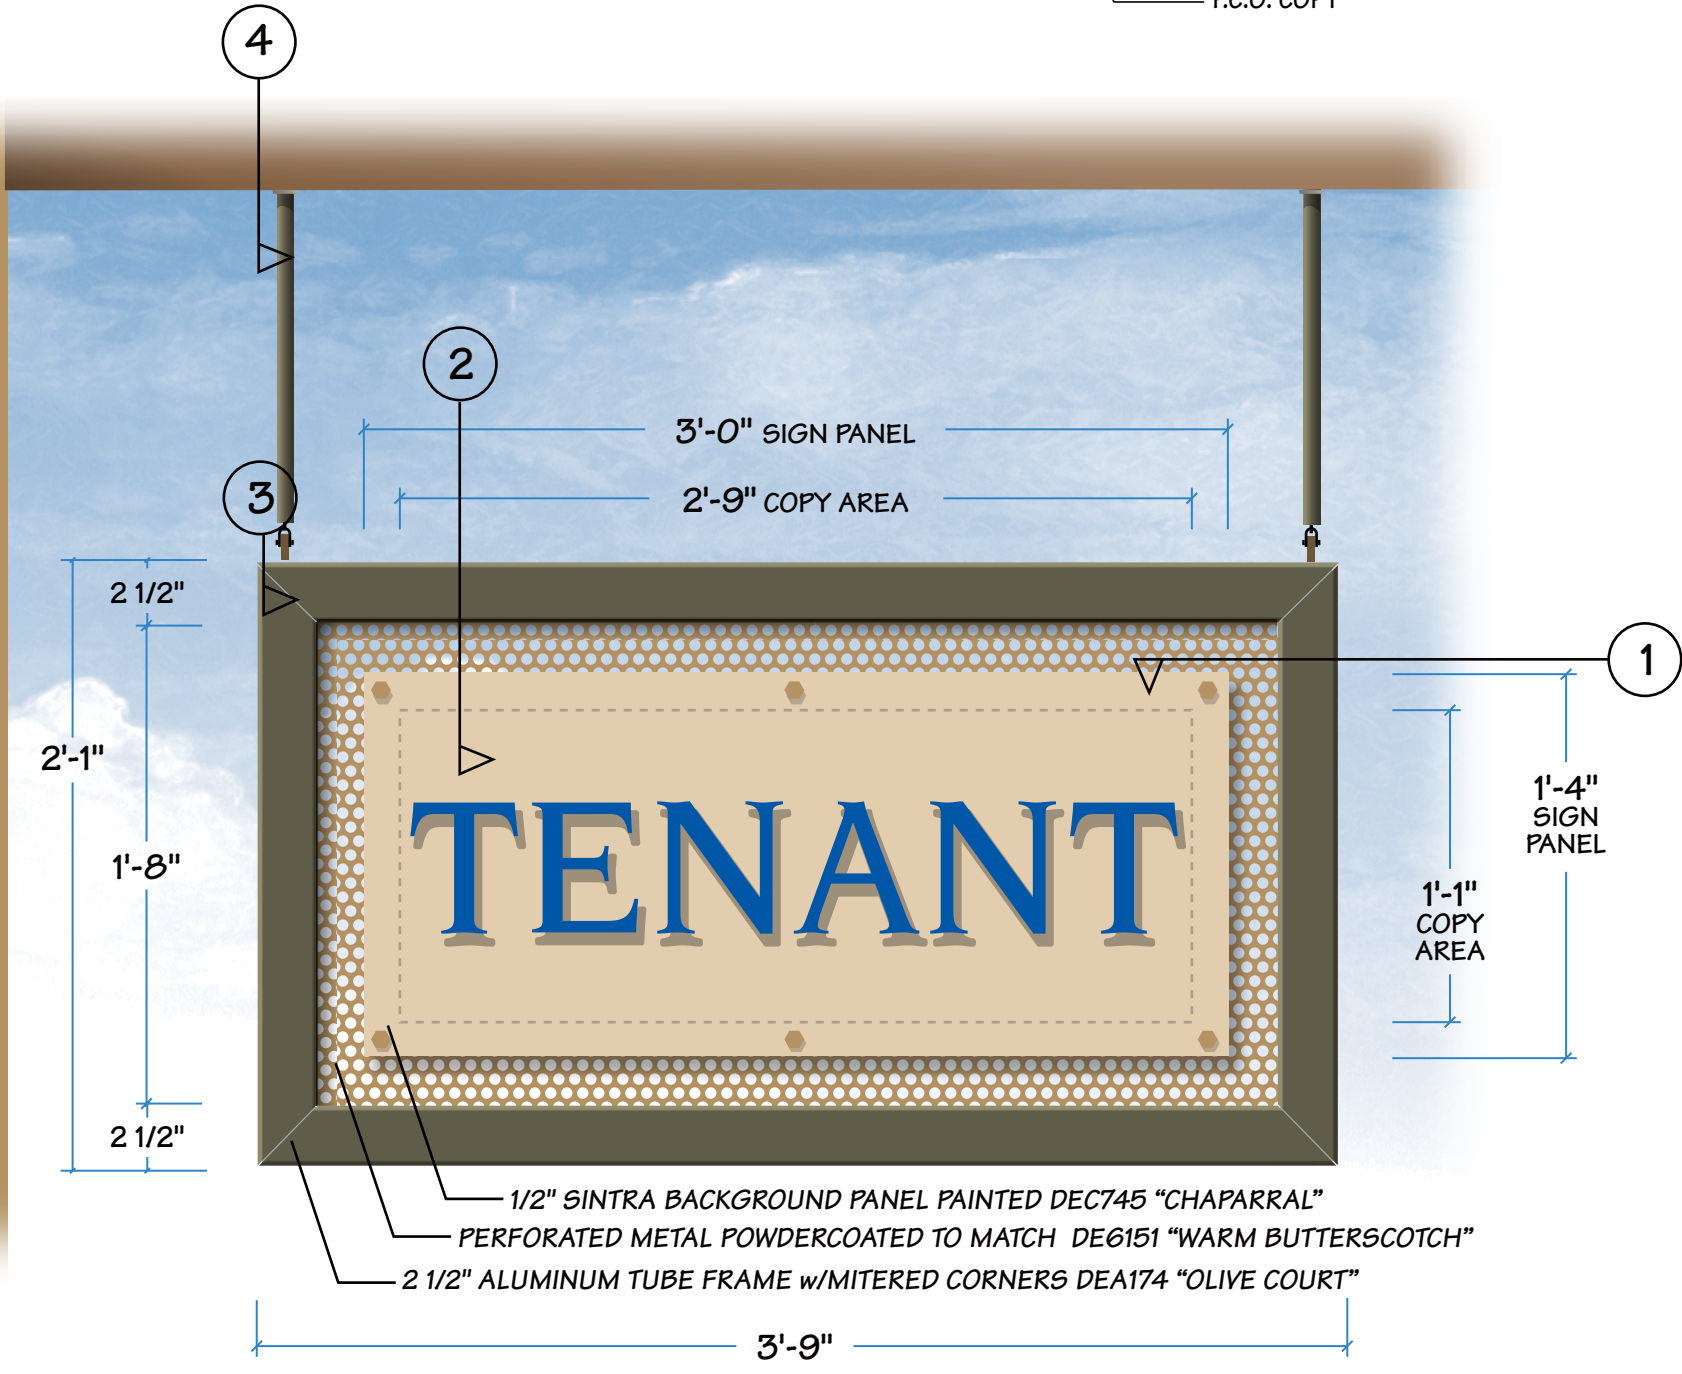 F.C.O. COPY
4
2
3'-0" SIGN PANEL
2'-9" COPY AREA
3
2 1/2"
1
2'-1"
1'-8"
TENANT
1'-4"
SIGN
PANEL
1'-1"
COPY
AREA
2 1/2"
1/2" SINTRA BACKGROUND PANEL PAINTED DEC745 “CHAPARRAL”
PERFORATED METAL POWDERCOATED TO MATCH DE6151 “WARM BUTTERSCOTCH”
2 1/2" ALUMINUM TUBE FRAME w/MITERED CORNERS DEA174 “OLIVE COURT”
3'-9"